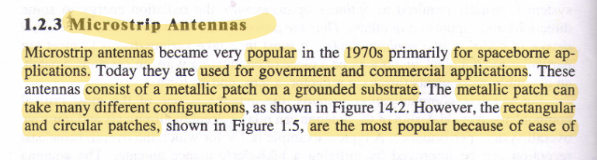 1.2.3 Microstrip Antennas
Microstrip antennas became very popular in the 1970s primarily for spaceborne ap-
plications. Today they are used for government and commercial applications. These
antennas consist of a metallic patch on a grounded substrate. The metallic patch can
take many different configurations, as shown in Figure 14.2. However, the rectangular
and circular patches, shown in Figure 1.5, are the most popular because of ease of